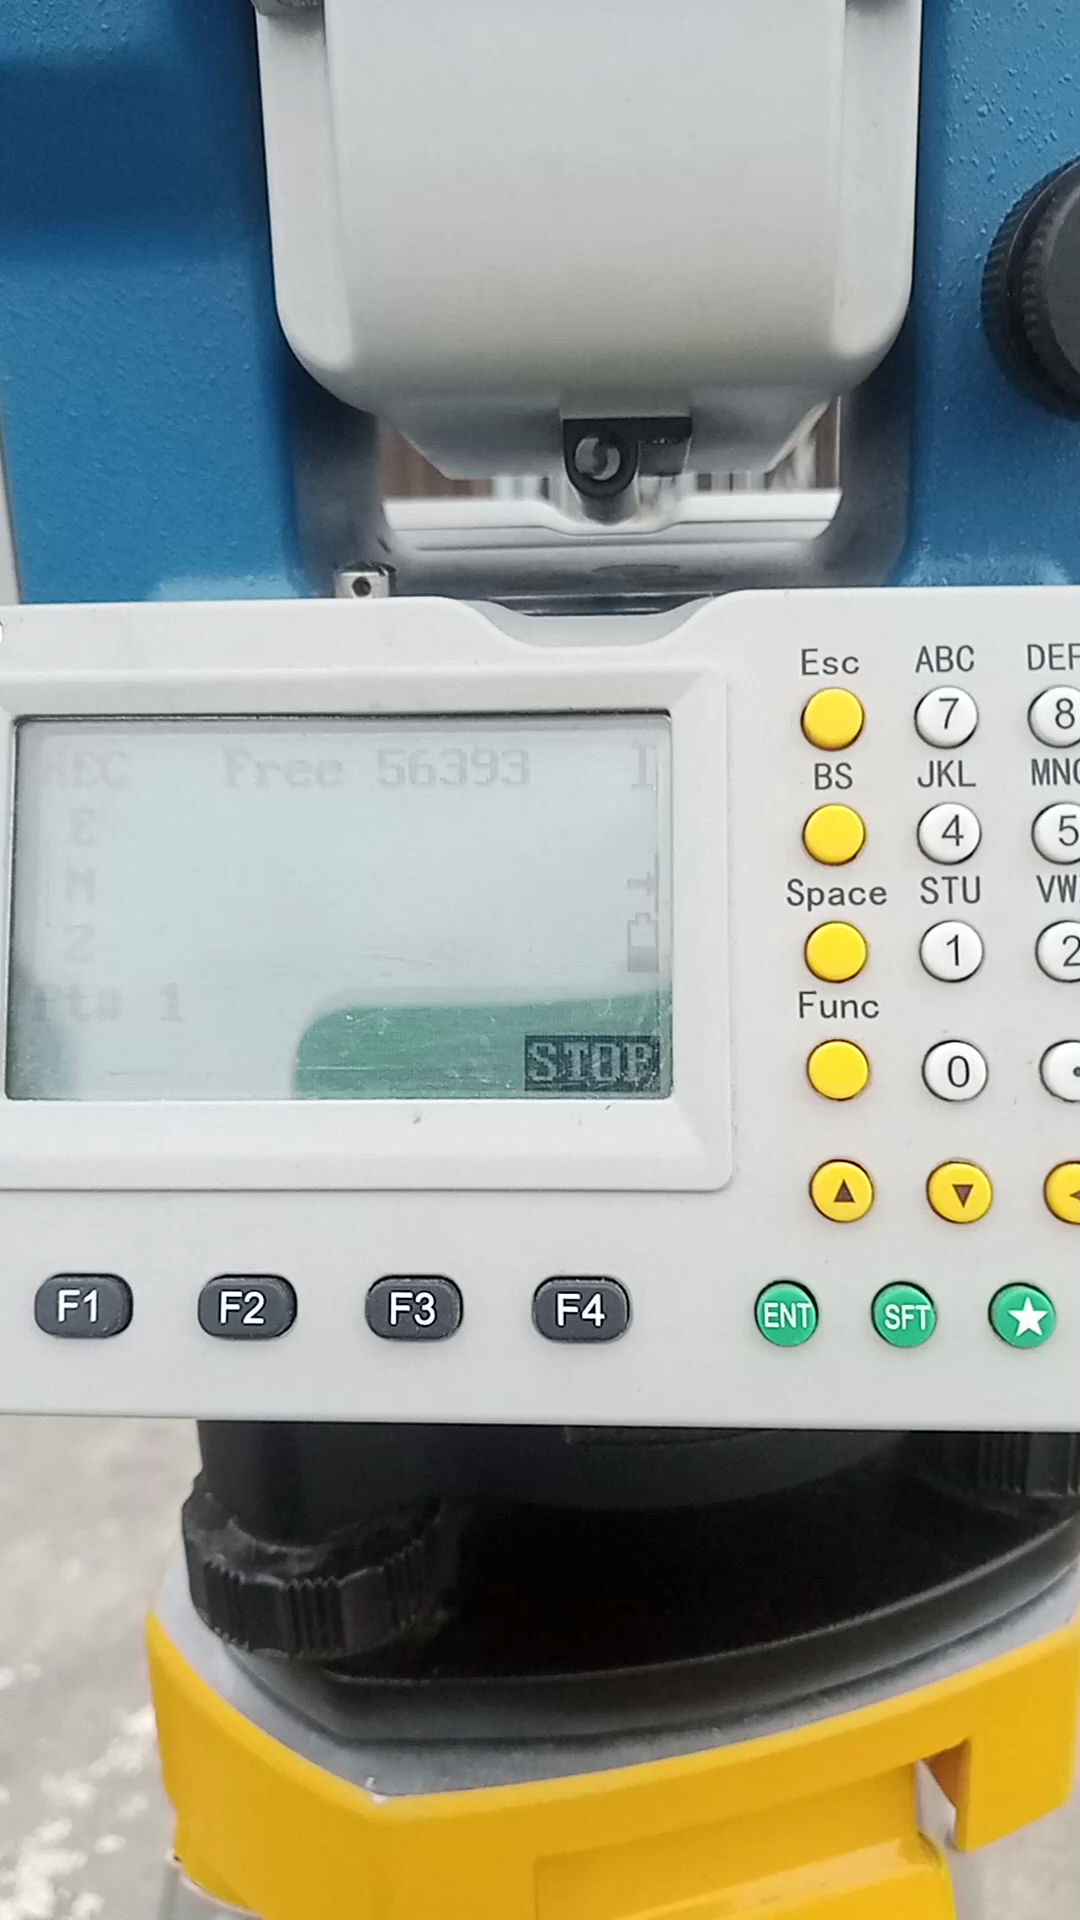 REC Free 56393 1
E
N
Z
Pt# 1
STOP
Esc ABC DEF
7 8
BS JKL MNO
4 5
Space STU VW
1 2
Func
0 .
F1 F2 F3 F4 ENT SFT